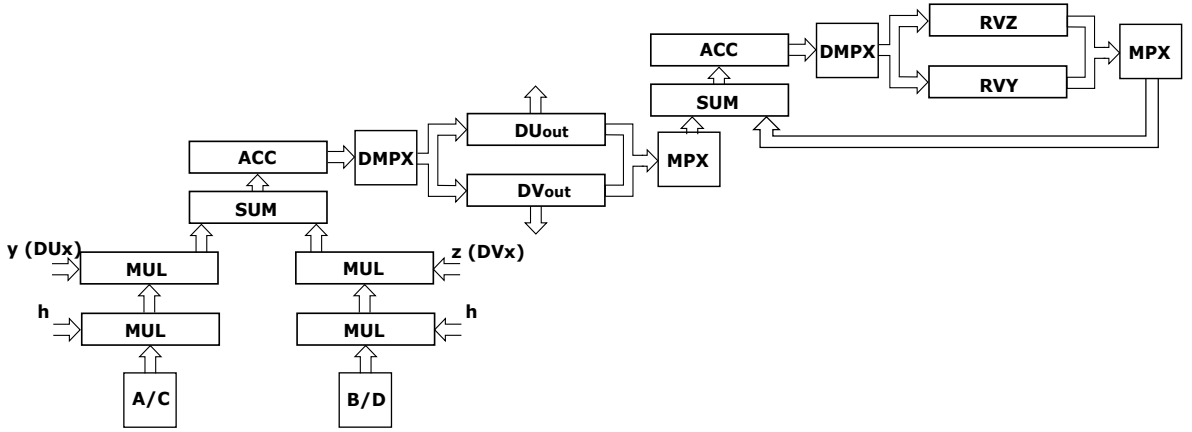 RVZ
ACC
DMPX
MPX
RVY
SUM
DUout
ACC
DMPX
MPX
DVout
SUM
y (DUx)
z (DVx)
MUL
MUL
h
h
MUL
MUL
A/C
B/D